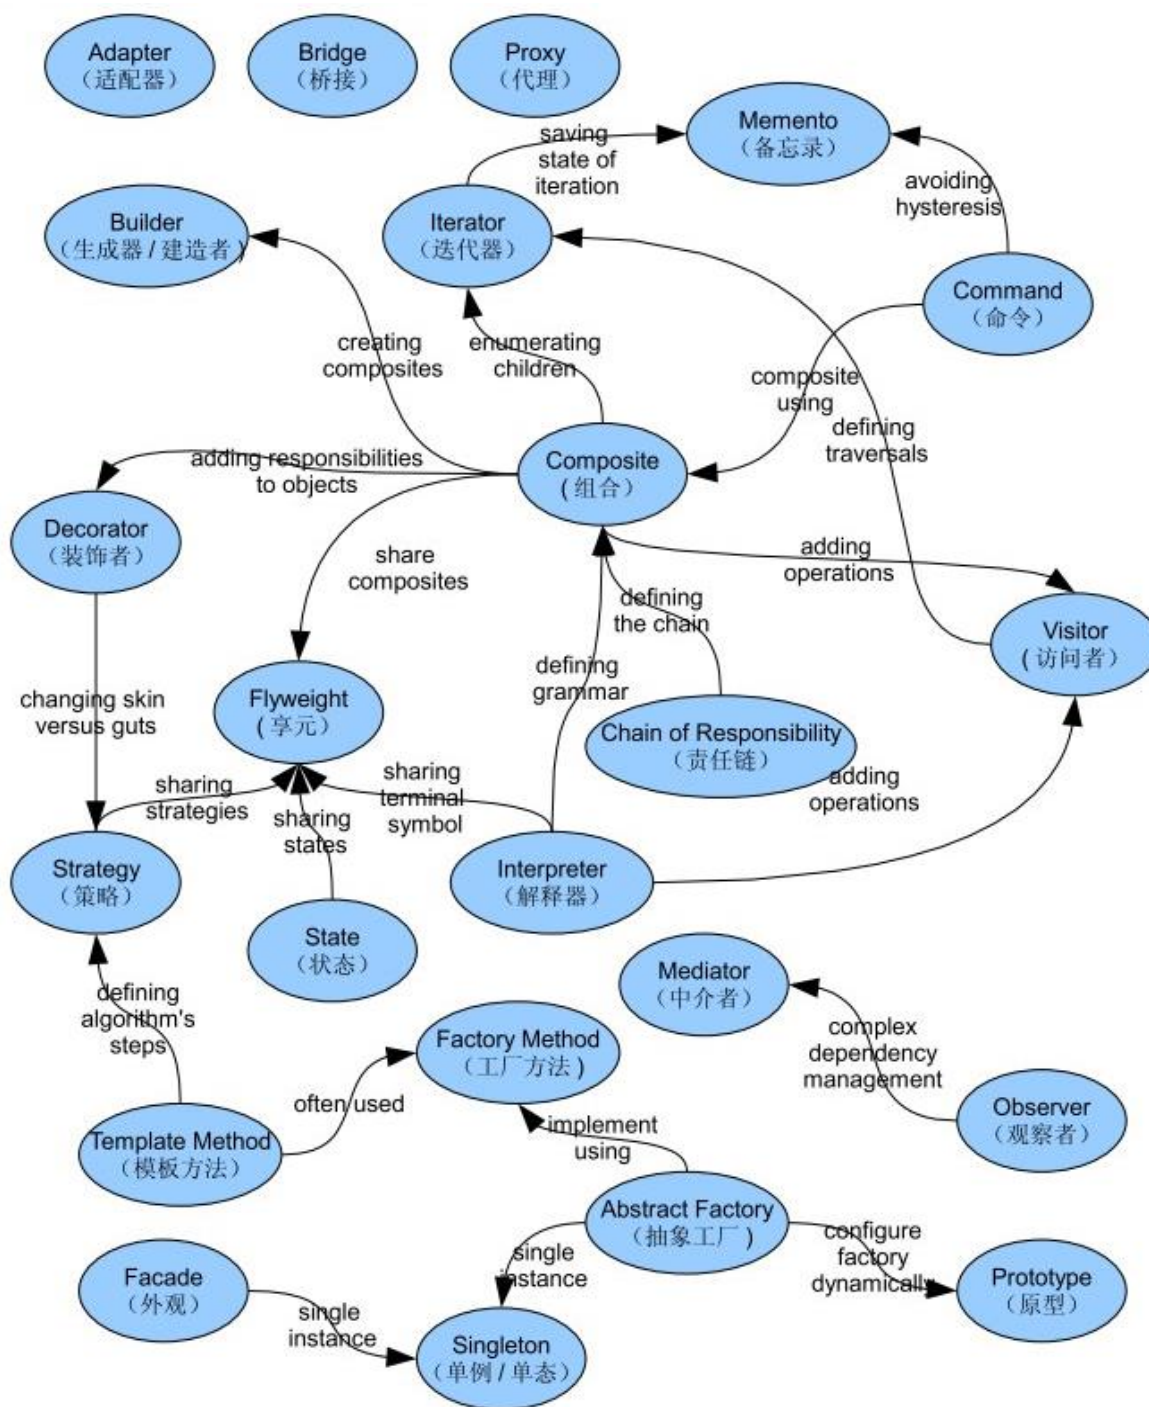 Adapter
（适配器）
Bridge
（桥接）
Proxy
（代理）
Memento
（备忘录）
saving
state of
iteration
avoiding
hysteresis
Builder
（生成器 / 建造者 )
Iterator
（迭代器）
Command
（命令）
creating
composites
enumerating
children
composite
using
defining
traversals
adding responsibilities
to objects
Composite
( 组合）
Decorator
（装饰者）
share
composites
adding
operations
defining
the chain
Visitor
( 访问者）
defining
grammar
changing skin
versus guts
Flyweight
( 享元）
Chain of Responsibility
（责任链）
sharing
strategies
sharing
terminal
symbol
adding
operations
sharing
states
Strategy
（策略）
Interpreter
（解释器）
State
（状态）
Mediator
（中介者）
defining
algorithm's
steps
Factory Method
（工厂方法 )
complex
dependency
management
often used
Observer
（观察者）
Template Method
（模板方法）
implement
using
Abstract Factory
（抽象工厂 )
single
instance
configure
factory
dynamically
Facade
（外观）
Prototype
（原型）
single
instance
Singleton
（单例 / 单态）